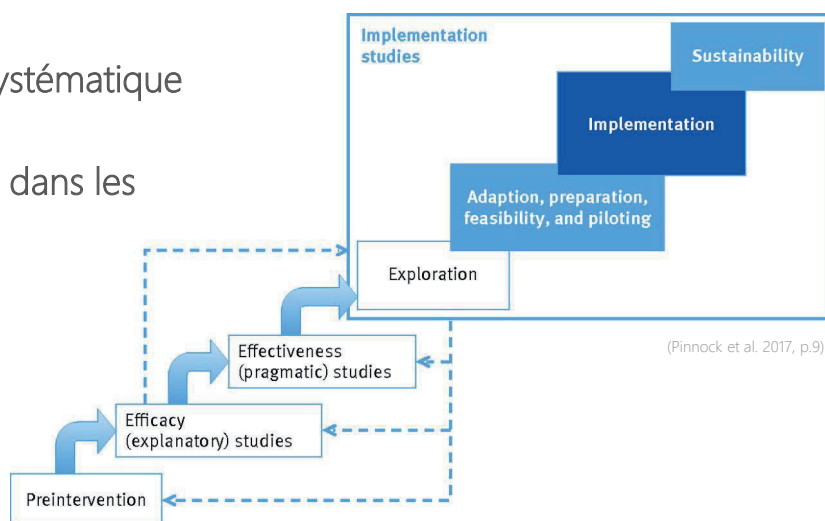 ystématique
dans les
Implementation
studies
Sustainability
Implementation
Adaption, preparation,
feasibility, and piloting
Exploration
(Pinnock et al. 2017, p.9)
Effectiveness
(pragmatic) studies
Efficacy
(explanatory) studies
Preintervention